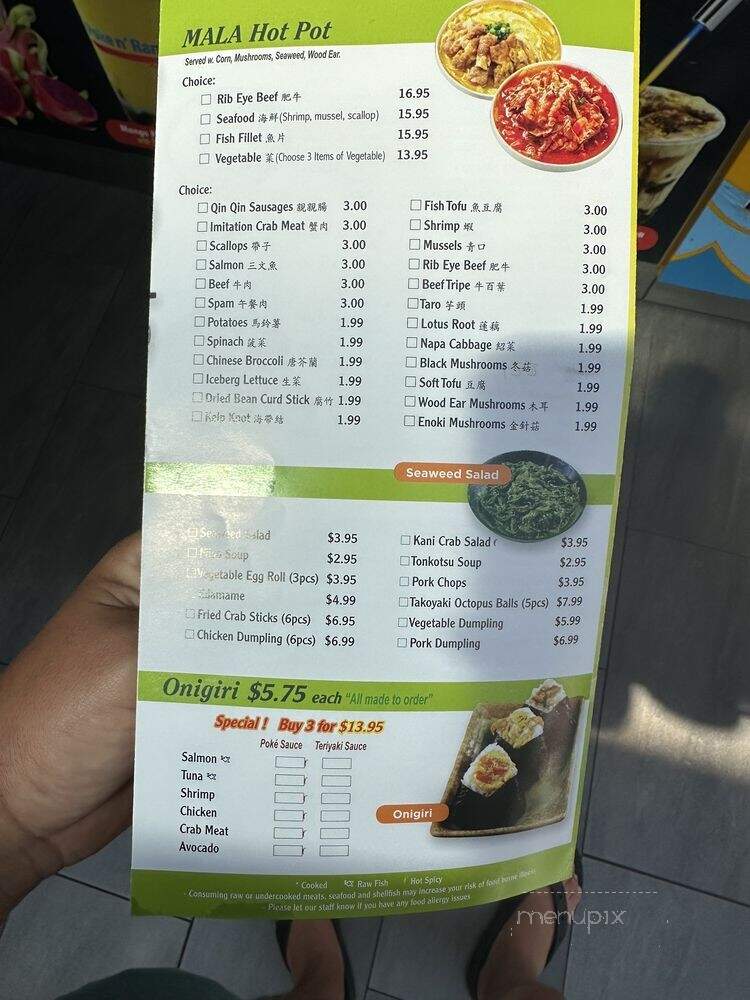 MALA Hot Pot
Served w. Corn, Mushrooms, Seaweed, Wood Ear.
Choice:
Rib Eye Beef 肥牛 16.95
Seafood 海鮮 (Shrimp, mussel, scallop) 15.95
Fish Fillet 魚片 15.95
Vegetable 菜 (Choose 3 Items of Vegetable) 13.95
Choice:
Qin Qin Sausages 親親腸 3.00
Imitation Crab Meat 蟹肉 3.00
Scallops 帶子 3.00
Salmon 三文魚 3.00
Beef 牛肉 3.00
Spam 午餐肉 3.00
Potatoes 馬鈴薯 1.99
Spinach 菠菜 1.99
Chinese Broccoli 唐芥蘭 1.99
Iceberg Lettuce 生菜 1.99
Dried Bean Curd Stick 腐竹 1.99
Kelp Knot 海帶結 1.99
Fish Tofu 魚豆腐 3.00
Shrimp 蝦 3.00
Mussels 青口 3.00
Rib Eye Beef 肥牛 3.00
Beef Tripe 牛百葉 3.00
Taro 芋頭 1.99
Lotus Root 蓮藕 1.99
Napa Cabbage 紹菜 1.99
Black Mushrooms 冬菇 1.99
Soft Tofu 豆腐 1.99
Wood Ear Mushrooms 木耳 1.99
Enoki Mushrooms 金針菇 1.99
Seaweed Salad
Seaweed Salad $3.95
Miso Soup $2.95
Vegetable Egg Roll (3pcs) $3.95
Edamame $4.99
Fried Crab Sticks (6pcs) $6.95
Chicken Dumpling (6pcs) $6.99
Kani Crab Salad $3.95
Tonkotsu Soup $2.95
Pork Chops $3.95
Takoyaki Octopus Balls (5pcs) $7.99
Vegetable Dumpling $5.99
Pork Dumpling $6.99
Onigiri $5.75 each "All made to order"
Special ! Buy 3 for $13.95
Poké Sauce Teriyaki Sauce
Salmon
Tuna
Shrimp
Chicken
Crab Meat
Avocado
Onigiri
* Cooked Raw Fish ! Hot Spicy
- Consuming raw or undercooked meats, seafood and shellfish may increase your risk of food borne illness
- Please let our staff know if you have any food allergy issues
menupix